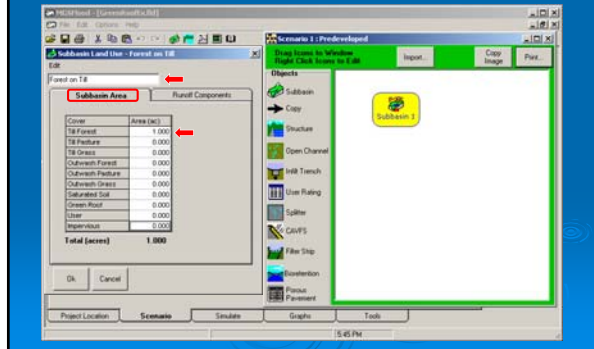 MGSFlood - [Greenroofex.fld]
File Edit Options Help
Subbasin Land Use - Forest on Till
Edit
Forest on Till
Subbasin Area
Runoff Components
Cover Area (ac)
Till Forest 1.000
Till Pasture 0.000
Till Grass 0.000
Outwash Forest 0.000
Outwash Pasture 0.000
Outwash Grass 0.000
Saturated Soil 0.000
Green Roof 0.000
User 0.000
Impervious 0.000
Total (acres) 1.000
Ok Cancel
Scenario 1 : Predeveloped
Drag Icons to Window
Right Click Icons to Edit
Import...
Copy
Image
Print...
Objects
Subbasin
Copy
Structure
Open Channel
Infilt Trench
User Rating
Splitter
CAVFS
Filter Strip
Bioretention
Porous
Pavement
Subbasin 1
Project Location Scenario Simulate Graphs Tools
5:45 PM